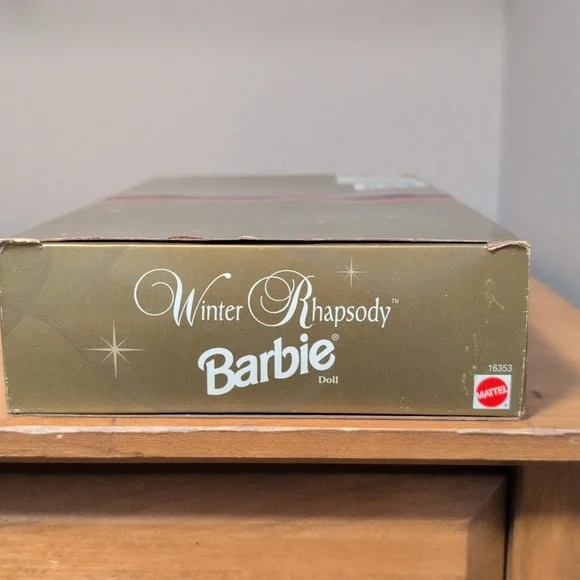 Winter Rhapsody™
Barbie®
Doll
16353
MATTEL